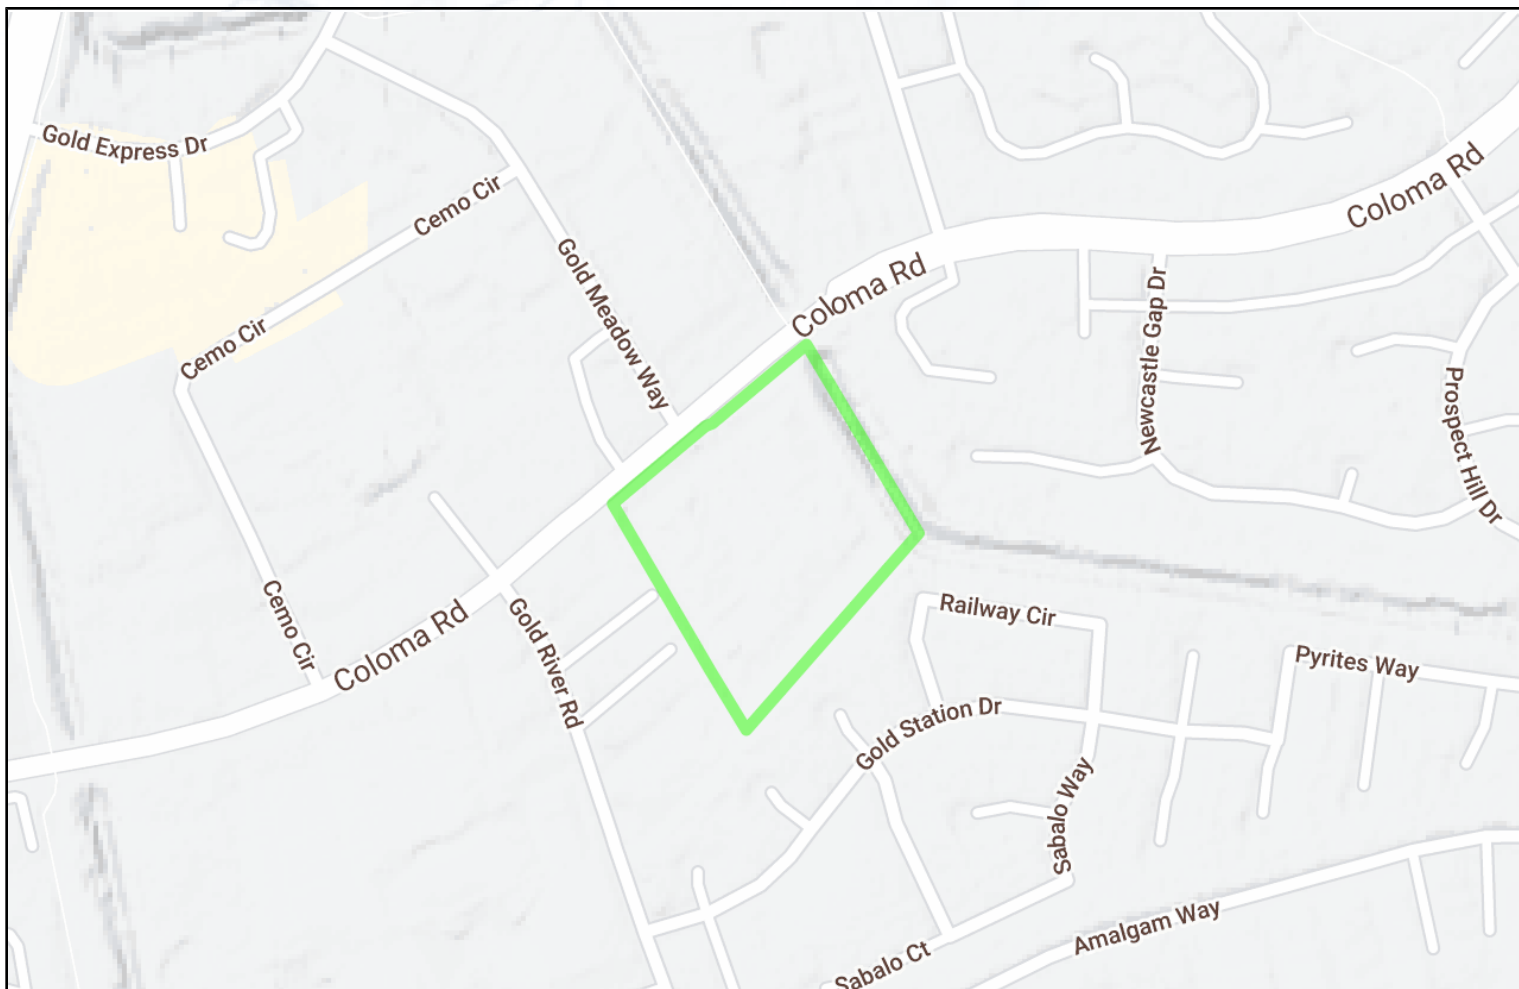 Gold Express Dr
Coloma Rd
Cemo Cir
Gold Meadow Way
Coloma Rd
Newcastle Gap Dr
Cemo Cir
Prospect Hill Dr
Cemo Cir
Coloma Rd
Gold River Rd
Railway Cir
Pyrites Way
Gold Station Dr
Sabalo Way
Amalgam Way
Sabalo Ct